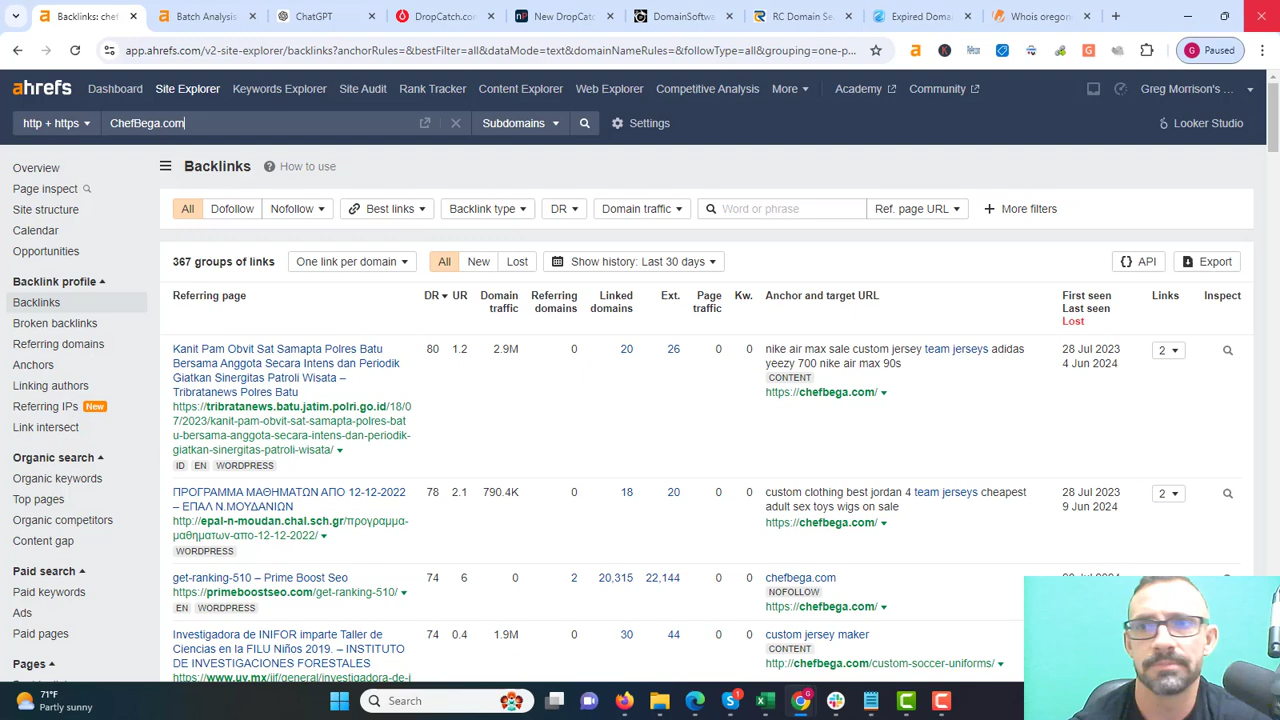 Backlinks: chefbega.com:
Batch Analysis
ChatGPT
DropCatch.com
New DropCatch
DomainSoftwa
RC Domain Se
Expired Doma
Whois oregon
app.ahrefs.com/v2-site-explorer/backlinks?anchorRules=&bestFilter=all&dataMode=text&domainNameRules=&followType=all&grouping=one-p...
G Paused
ahrefs Dashboard Site Explorer Keywords Explorer Site Audit Rank Tracker Content Explorer Web Explorer Competitive Analysis More Academy Community Greg Morrison's ...
http + https ChefBega.com Subdomains Settings Looker Studio
Overview
Page inspect
Site structure
Calendar
Opportunities
Backlink profile
Backlinks
Broken backlinks
Referring domains
Anchors
Linking authors
Referring IPs New
Link intersect
Organic search
Organic keywords
Top pages
Organic competitors
Content gap
Paid search
Paid keywords
Ads
Paid pages
Pages
Backlinks ? How to use
All Dofollow Nofollow Best links Backlink type DR Domain traffic Word or phrase Ref. page URL More filters
367 groups of links One link per domain All New Lost Show history: Last 30 days API Export
Referring page DR UR Domain traffic Referring domains Linked domains Ext. Page traffic Kw. Anchor and target URL First seen Last seen Lost Links Inspect
Kanit Pam Obvit Sat Samapta Polres Batu
Bersama Anggota Secara Intens dan Periodik
Giatkan Sinergitas Patroli Wisata –
Tribratanews Polres Batu
https://tribratanews.batu.jatim.polri.go.id/18/0
7/2023/kanit-pam-obvit-sat-samapta-polres-bat
u-bersama-anggota-secara-intens-dan-periodik-
giatkan-sinergitas-patroli-wisata/
ID EN WORDPRESS
80 1.2 2.9M 0 20 26 0 0
nike air max sale custom jersey team jerseys adidas
yeezy 700 nike air max 90s
CONTENT
https://chefbega.com/
28 Jul 2023
4 Jun 2024
2
ΠΡΟΓΡΑΜΜΑ ΜΑΘΗΜΑΤΩΝ ΑΠΟ 12-12-2022
– ΕΠΑΛ Ν.ΜΟΥΔΑΝΙΩΝ
http://epal-n-moudan.chal.sch.gr/προγραμμα-
μαθηματων-απο-12-12-2022/
WORDPRESS
78 2.1 790.4K 0 18 20 0 0
custom clothing best jordan 4 team jerseys cheapest
adult sex toys wigs on sale
https://chefbega.com/
28 Jul 2023
9 Jun 2024
2
get-ranking-510 – Prime Boost Seo
https://primeboostseo.com/get-ranking-510/
EN WORDPRESS
74 6 0 2 20,315 22,144 0 0
chefbega.com
NOFOLLOW
https://chefbega.com/
Investigadora de INIFOR imparte Taller de
Ciencias en la FILU Niños 2019. – INSTITUTO
DE INVESTIGACIONES FORESTALES
74 0.4 1.9M 0 30 44 0 0
custom jersey maker
CONTENT
http://chefbega.com/custom-soccer-uniforms/
71°F
Partly sunny
Search
1